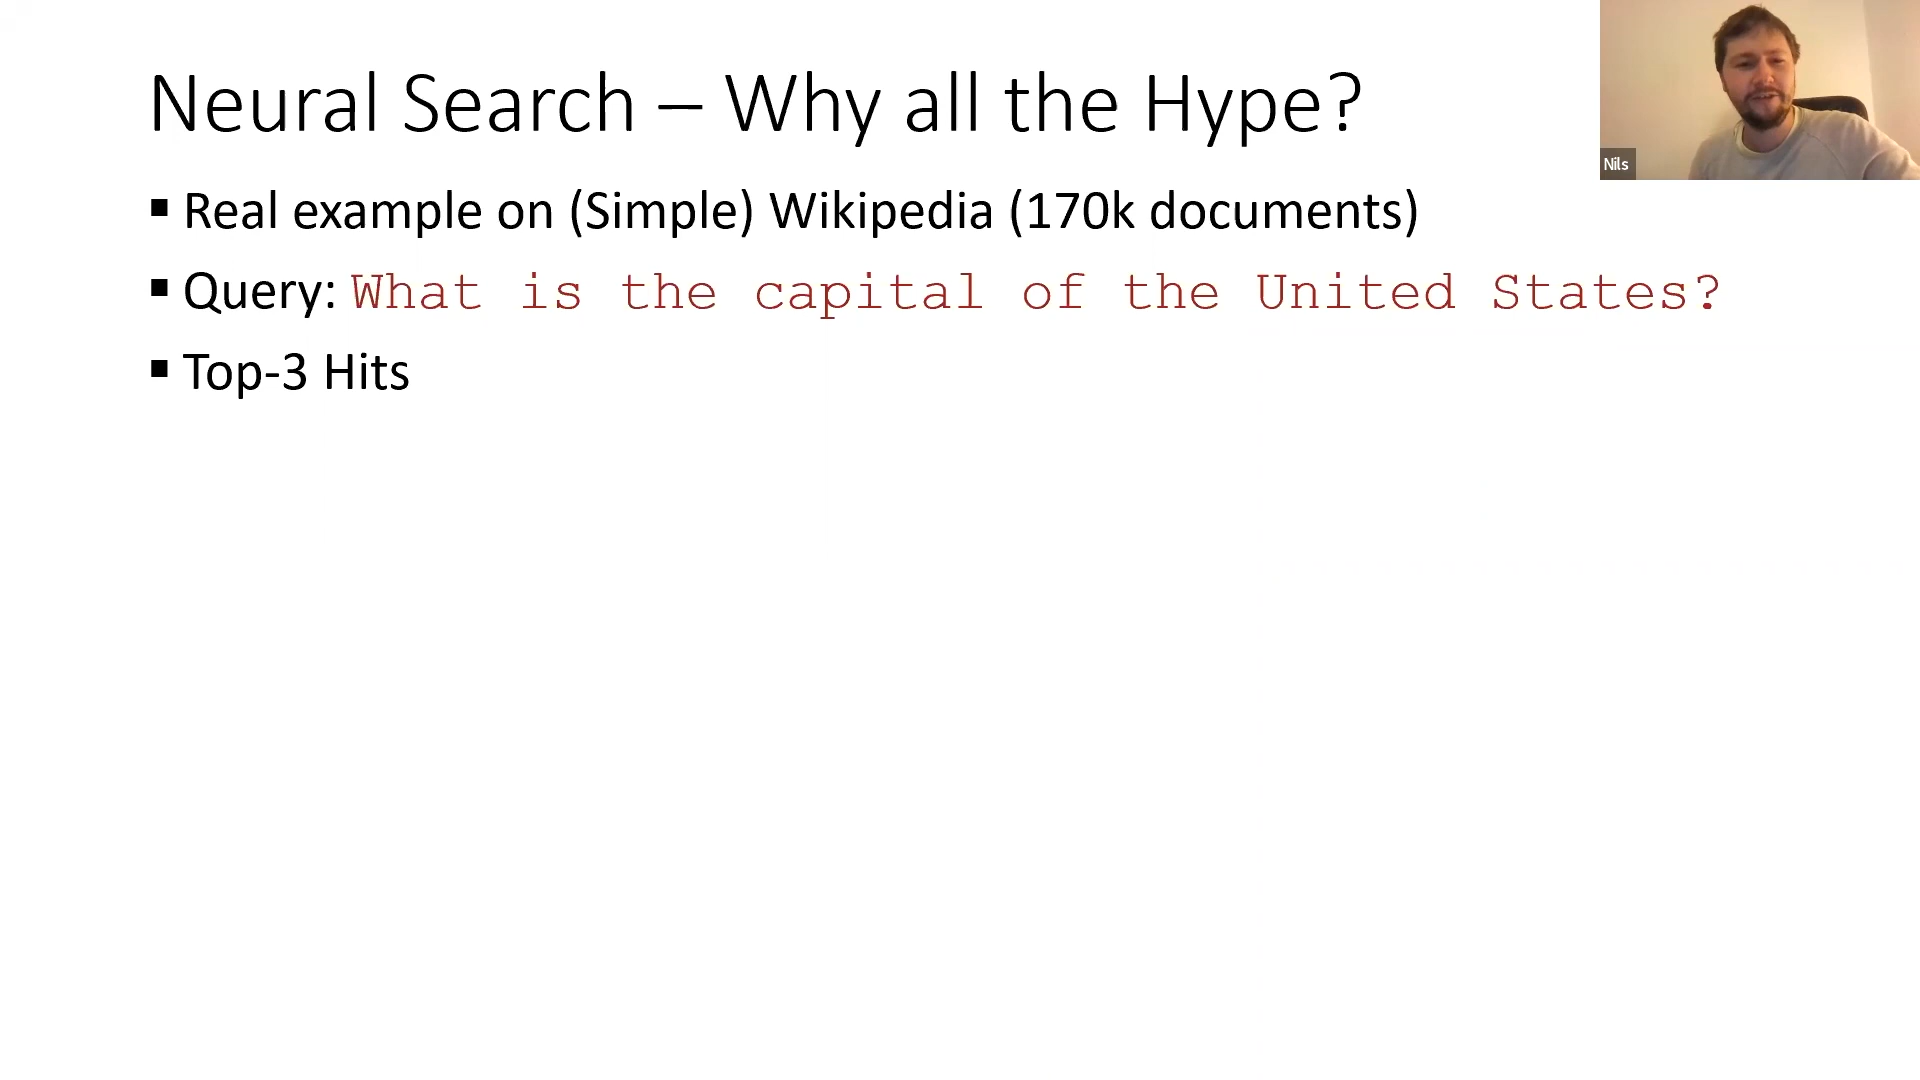 Neural Search – Why all the Hype?
▪ Real example on (Simple) Wikipedia (170k documents)
▪ Query: What is the capital of the United States?
▪ Top-3 Hits
Nils